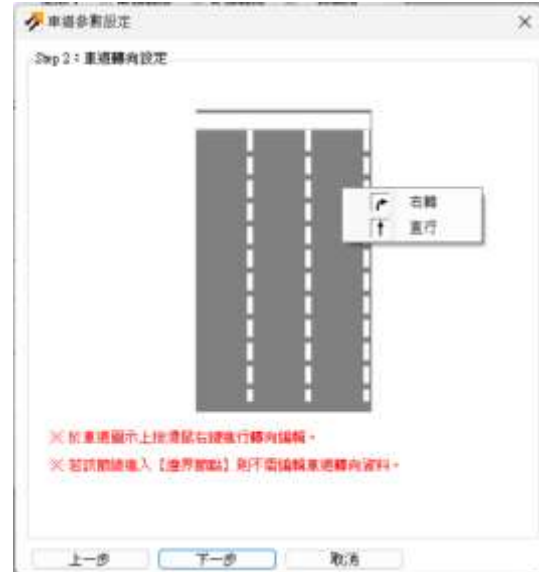 車道參數設定
Step 2：車道轉向設定
右轉
直行
※ 於車道圖示上按滑鼠右鍵進行轉向編輯。
※ 若該節線進入【邊界節點】則不需編輯車道轉向資料。
上一步
下一步
取消